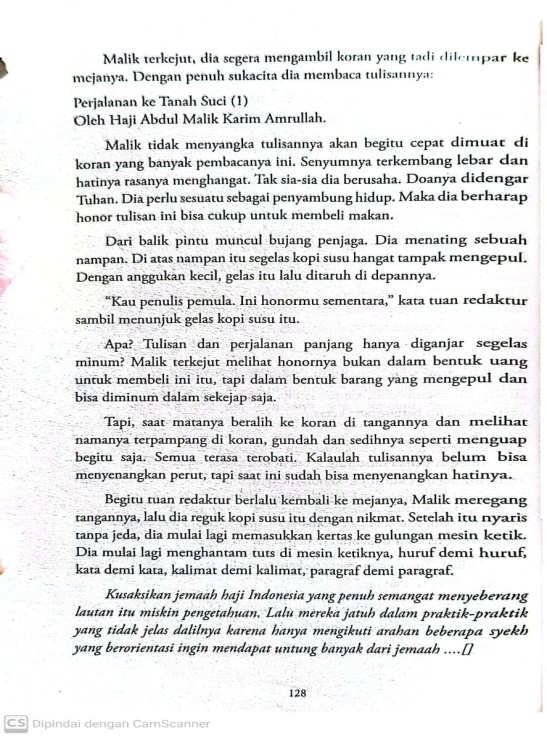 Malik terkejut, dia segera mengambil koran yang tadi dilempar ke
mejanya. Dengan penuh sukacita dia membaca tulisannya:
Perjalanan ke Tanah Suci (1)
Oleh Haji Abdul Malik Karim Amrullah.
Malik tidak menyangka tulisannya akan begitu cepat dimuat di
koran yang banyak pembacanya ini. Senyumnya terkembang lebar dan
hatinya rasanya menghangat. Tak sia-sia dia berusaha. Doanya didengar
Tuhan. Dia perlu sesuatu sebagai penyambung hidup. Maka dia berharap
honor tulisan ini bisa cukup untuk membeli makan.
Dari balik pintu muncul bujang penjaga. Dia menating sebuah
nampan. Di atas nampan itu segelas kopi susu hangat tampak mengepul.
Dengan anggukan kecil, gelas itu lalu ditaruh di depannya.
“Kau penulis pemula. Ini honormu sementara,” kata tuan redaktur
sambil menunjuk gelas kopi susu itu.
Apa? Tulisan dan perjalanan panjang hanya diganjar segelas
minum? Malik terkejut melihat honornya bukan dalam bentuk uang
untuk membeli ini itu, tapi dalam bentuk barang yang mengepul dan
bisa diminum dalam sekejap saja.
Tapi, saat matanya beralih ke koran di tangannya dan melihat
namanya terpampang di koran, gundah dan sedihnya seperti menguap
begitu saja. Semua terasa terobati. Kalaulah tulisannya belum bisa
menyenangkan perut, tapi saat ini sudah bisa menyenangkan hatinya.
Begitu tuan redaktur berlalu kembali ke mejanya, Malik meregang
tangannya, lalu dia reguk kopi susu itu dengan nikmat. Setelah itu nyaris
tanpa jeda, dia mulai lagi memasukkan kertas ke gulungan mesin ketik.
Dia mulai lagi menghantam tuts di mesin ketiknya, huruf demi huruf,
kata demi kata, kalimat demi kalimat, paragraf demi paragraf.
Kusaksikan jemaah haji Indonesia yang penuh semangat menyeberang
lautan itu miskin pengetahuan. Lalu mereka jatuh dalam praktik-praktik
yang tidak jelas dalilnya karena hanya mengikuti arahan beberapa syekh
yang berorientasi ingin mendapat untung banyak dari jemaah ....[]
128
CS Dipindai dengan CamScanner